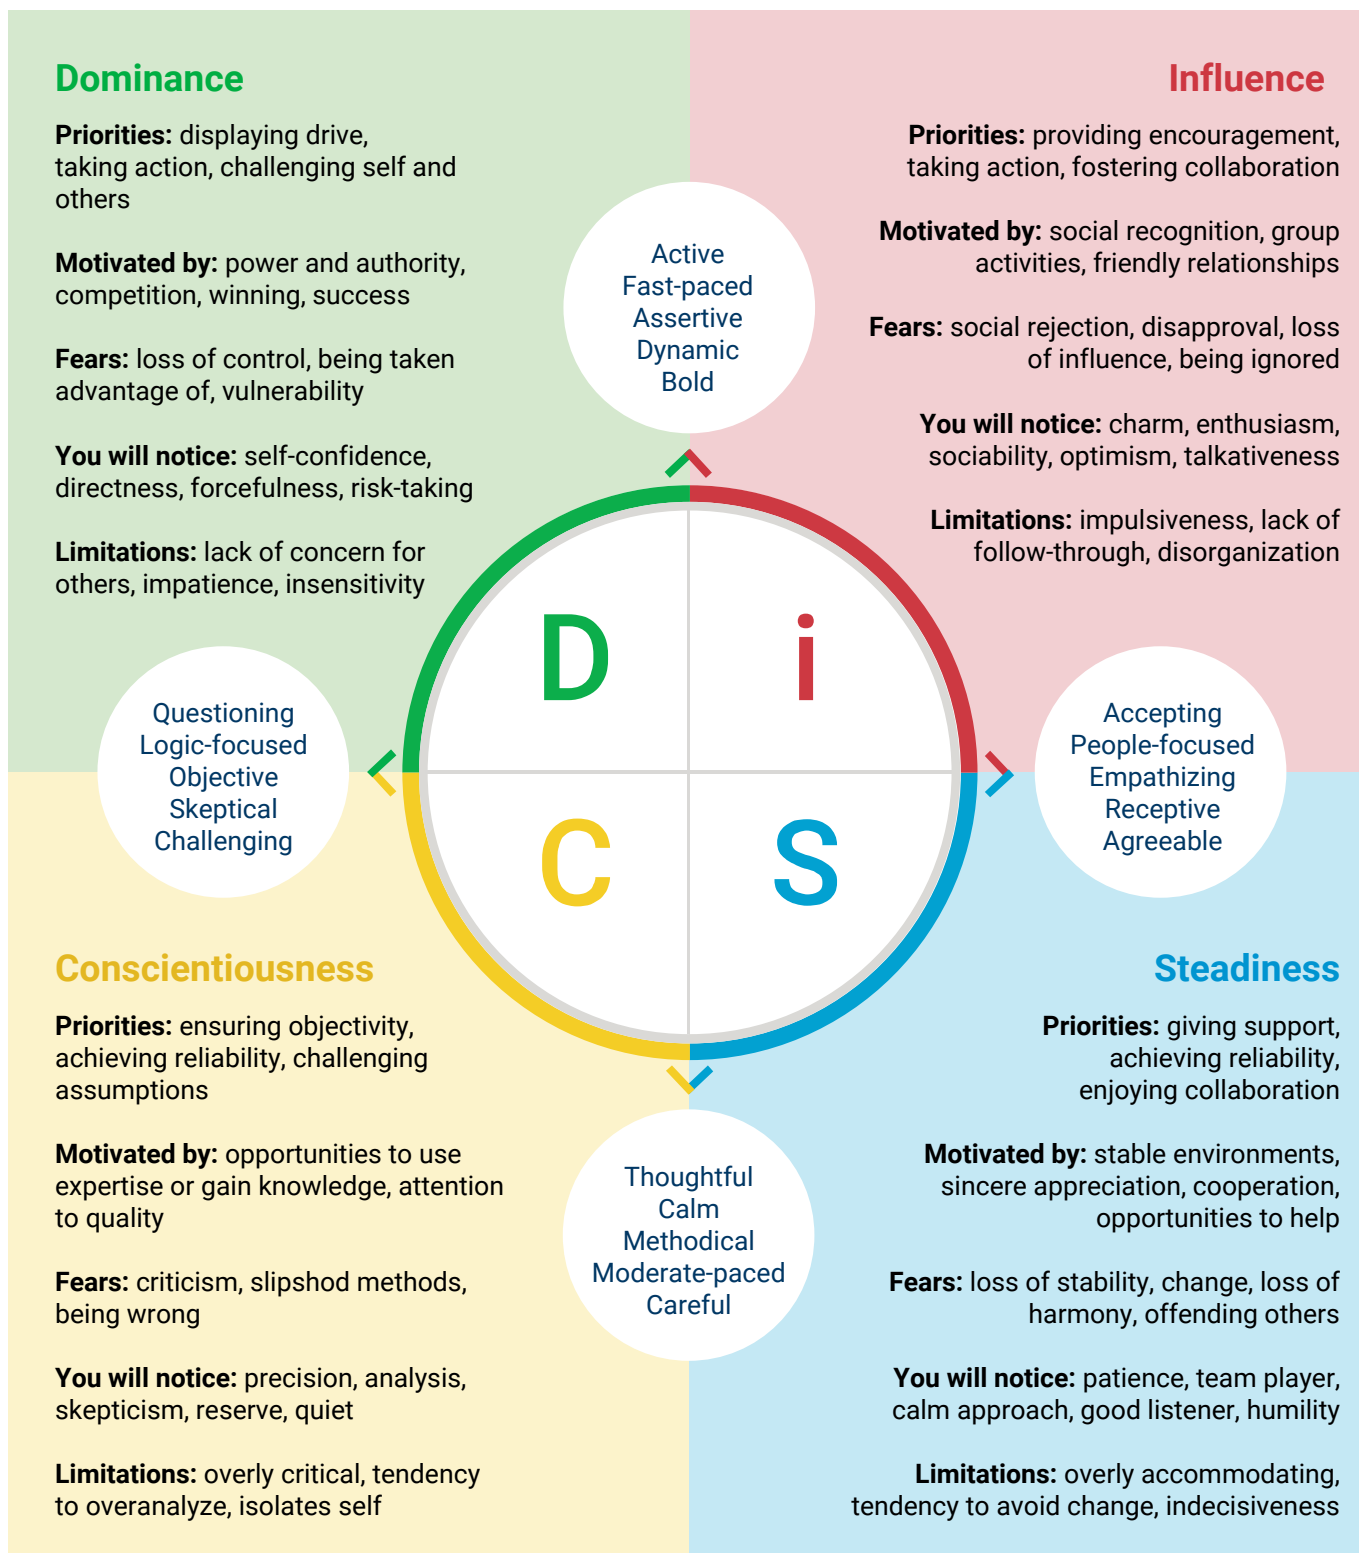 Dominance
Priorities: displaying drive,
taking action, challenging self and
others
Motivated by: power and authority,
competition, winning, success
Fears: loss of control, being taken
advantage of, vulnerability
You will notice: self-confidence,
directness, forcefulness, risk-taking
Limitations: lack of concern for
others, impatience, insensitivity
Influence
Priorities: providing encouragement,
taking action, fostering collaboration
Motivated by: social recognition, group
activities, friendly relationships
Fears: social rejection, disapproval, loss
of influence, being ignored
You will notice: charm, enthusiasm,
sociability, optimism, talkativeness
Limitations: impulsiveness, lack of
follow-through, disorganization
Active
Fast-paced
Assertive
Dynamic
Bold
Questioning
Logic-focused
Objective
Skeptical
Challenging
D
i
C
S
Accepting
People-focused
Empathizing
Receptive
Agreeable
Conscientiousness
Priorities: ensuring objectivity,
achieving reliability, challenging
assumptions
Motivated by: opportunities to use
expertise or gain knowledge, attention
to quality
Fears: criticism, slipshod methods,
being wrong
You will notice: precision, analysis,
skepticism, reserve, quiet
Limitations: overly critical, tendency
to overanalyze, isolates self
Thoughtful
Calm
Methodical
Moderate-paced
Careful
Steadiness
Priorities: giving support,
achieving reliability,
enjoying collaboration
Motivated by: stable environments,
sincere appreciation, cooperation,
opportunities to help
Fears: loss of stability, change, loss of
harmony, offending others
You will notice: patience, team player,
calm approach, good listener, humility
Limitations: overly accommodating,
tendency to avoid change, indecisiveness